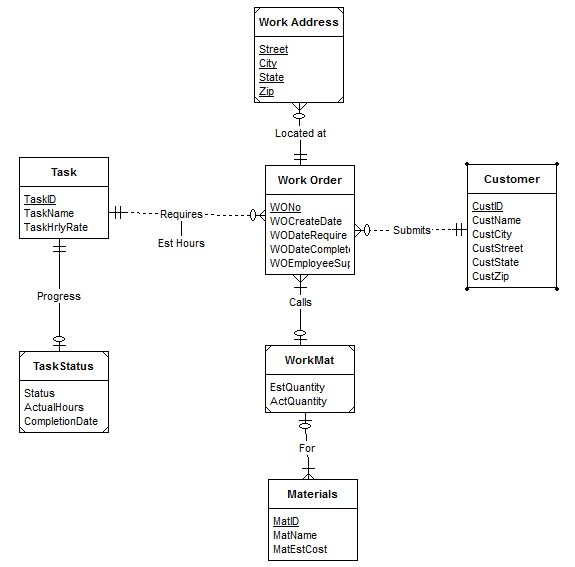 Work Address
Street
City
State
Zip
Located at
Task
TaskID
TaskName
TaskHrlyRate
Requires
Est Hours
Work Order
WONo
WOCreateDate
WODateRequire
WODateComplete
WOEmployeeSup
Submits
Customer
CustID
CustName
CustCity
CustStreet
CustState
CustZip
Progress
Calls
TaskStatus
Status
ActualHours
CompletionDate
WorkMat
EstQuantity
ActQuantity
For
Materials
MatID
MatName
MatEstCost